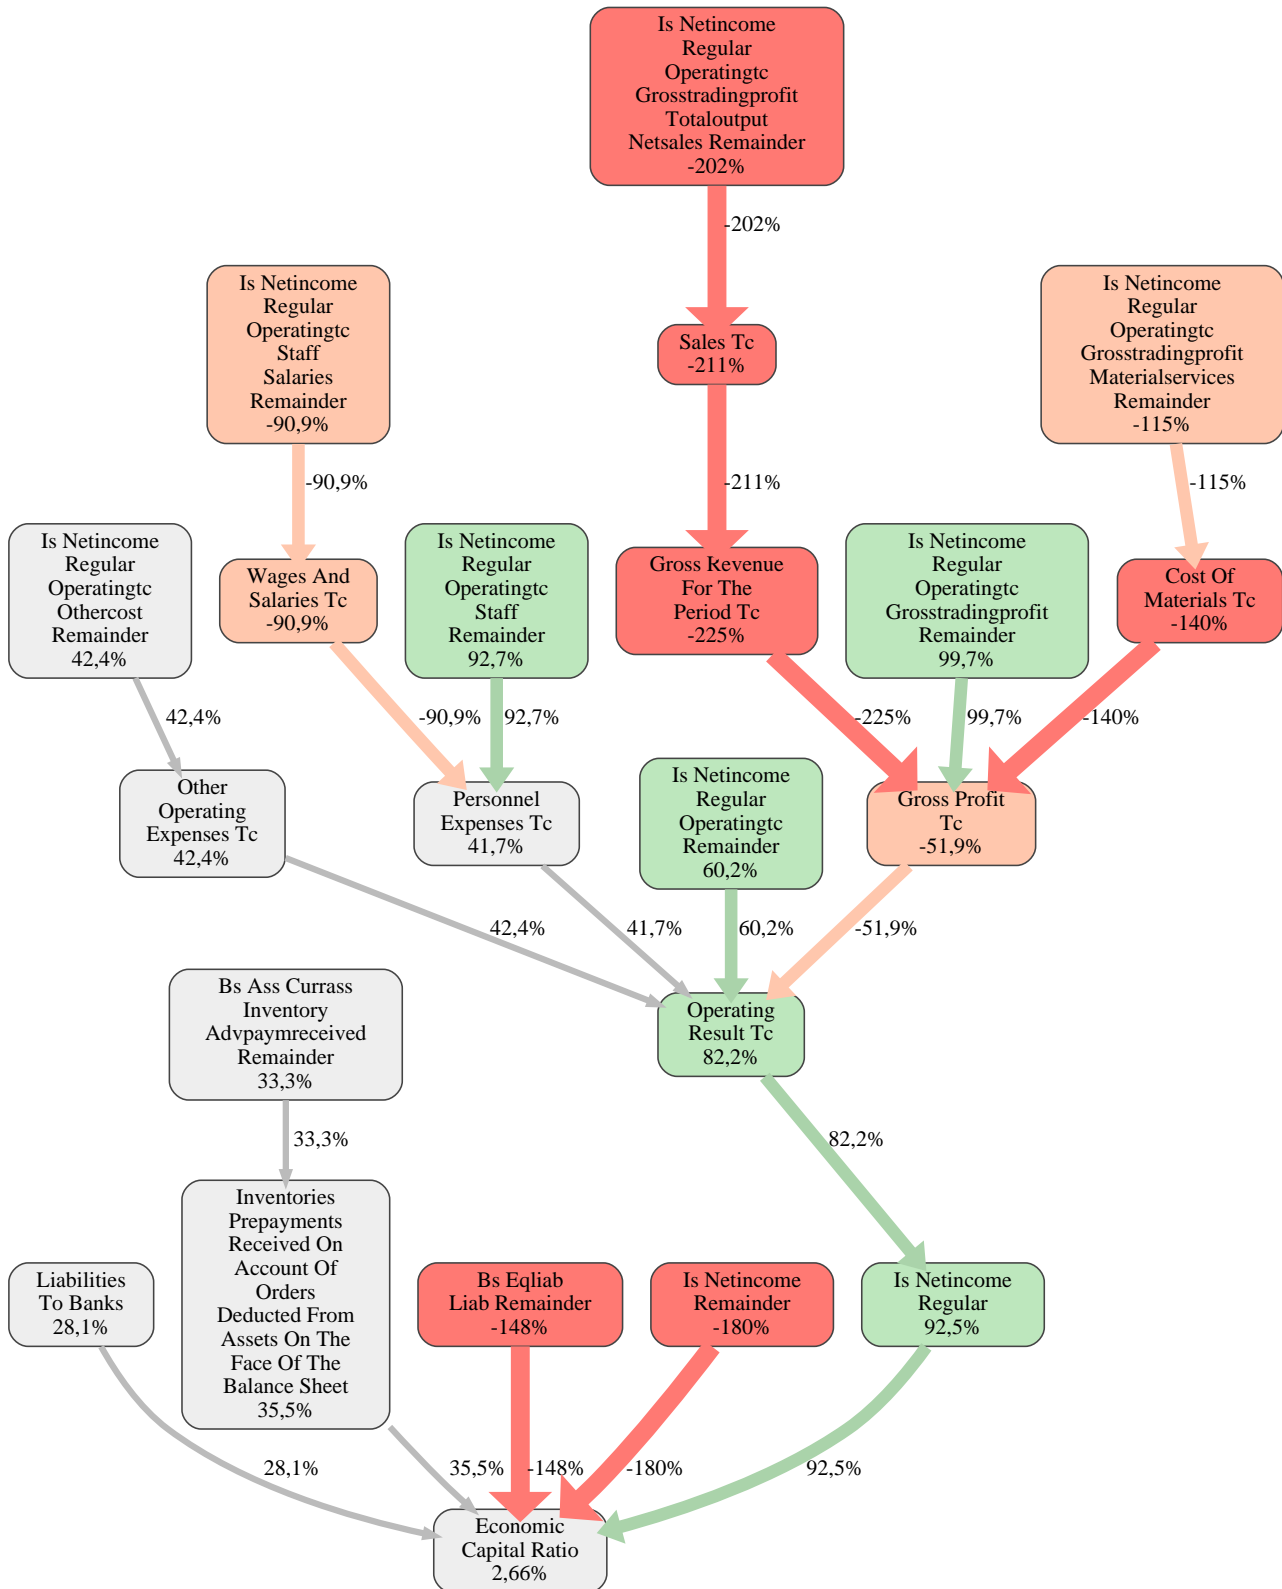 Is Netincome
Regular
Operatingtc
Grosstradingprofit
Totaloutput
Netsales Remainder
-202%
-202%
Is Netincome
Regular
Operatingtc
Staff
Salaries
Remainder
-90,9%
Sales Tc
-211%
Is Netincome
Regular
Operatingtc
Grosstradingprofit
Materialservices
Remainder
-115%
-90,9%
-211%
-115%
Is Netincome
Regular
Operatingtc
Othercost
Remainder
42,4%
Wages And
Salaries Tc
-90,9%
Is Netincome
Regular
Operatingtc
Staff
Remainder
92,7%
Gross Revenue
For The
Period Tc
-225%
Is Netincome
Regular
Operatingtc
Grosstradingprofit
Remainder
99,7%
Cost Of
Materials Tc
-140%
42,4%
-90,9%
92,7%
-225%
99,7%
-140%
Other
Operating
Expenses Tc
42,4%
Personnel
Expenses Tc
41,7%
Is Netincome
Regular
Operatingtc
Remainder
60,2%
Gross Profit
Tc
-51,9%
42,4%
41,7%
60,2%
-51,9%
Bs Ass Currass
Inventory
Advpaymreceived
Remainder
33,3%
Operating
Result Tc
82,2%
33,3%
82,2%
Liabilities
To Banks
28,1%
Inventories
Prepayments
Received On
Account Of
Orders
Deducted From
Assets On The
Face Of The
Balance Sheet
35,5%
Bs Eqliab
Liab Remainder
-148%
Is Netincome
Remainder
-180%
Is Netincome
Regular
92,5%
28,1%
35,5%
-148%
-180%
92,5%
Economic
Capital Ratio
2,66%